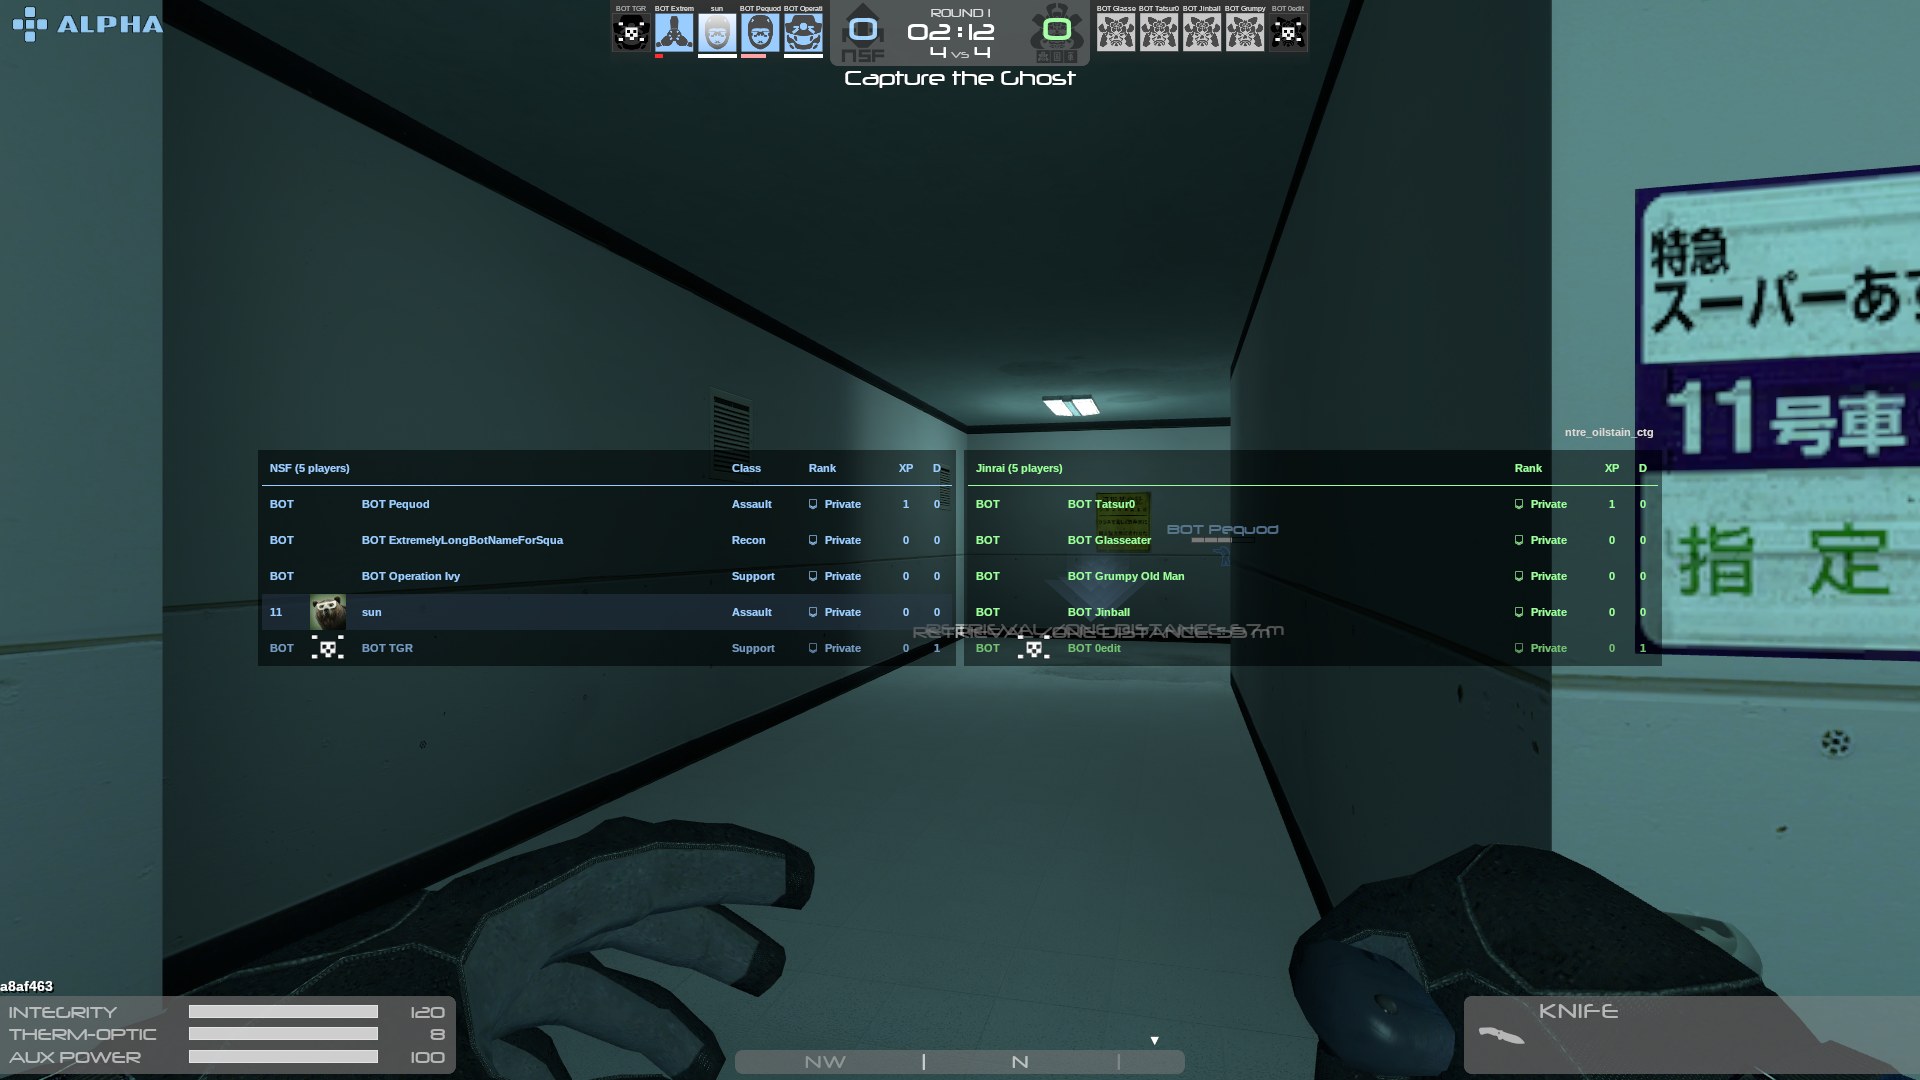 ALPHA
BOT TGR
BOT Extrem
sun
BOT Pequod
BOT Operati
0
NSF
ROUND 1
02:12
4 VS 4
0
BOT Glasse
BOT Tatsur0
BOT Jinball
BOT Grumpy
BOT 0edit
Capture the Ghost
特急
スーパーあ
11号車
指定
ntre_oilstain_ctg
NSF (5 players) Class Rank XP D
BOT BOT Pequod Assault Private 1 0
BOT BOT ExtremelyLongBotNameForSqua Recon Private 0 0
BOT BOT Operation Ivy Support Private 0 0
11 sun Assault Private 0 0
BOT BOT TGR Support Private 0 1
Jinrai (5 players) Rank XP D
BOT BOT Tatsur0 Private 1 0
BOT BOT Glasseater Private 0 0
BOT BOT Grumpy Old Man Private 0 0
BOT BOT Jinball Private 0 0
BOT BOT 0edit Private 0 1
BOT Pequod
a8af463
INTEGRITY 120
THERM-OPTIC 8
AUX POWER 100
NW | N |
KNIFE